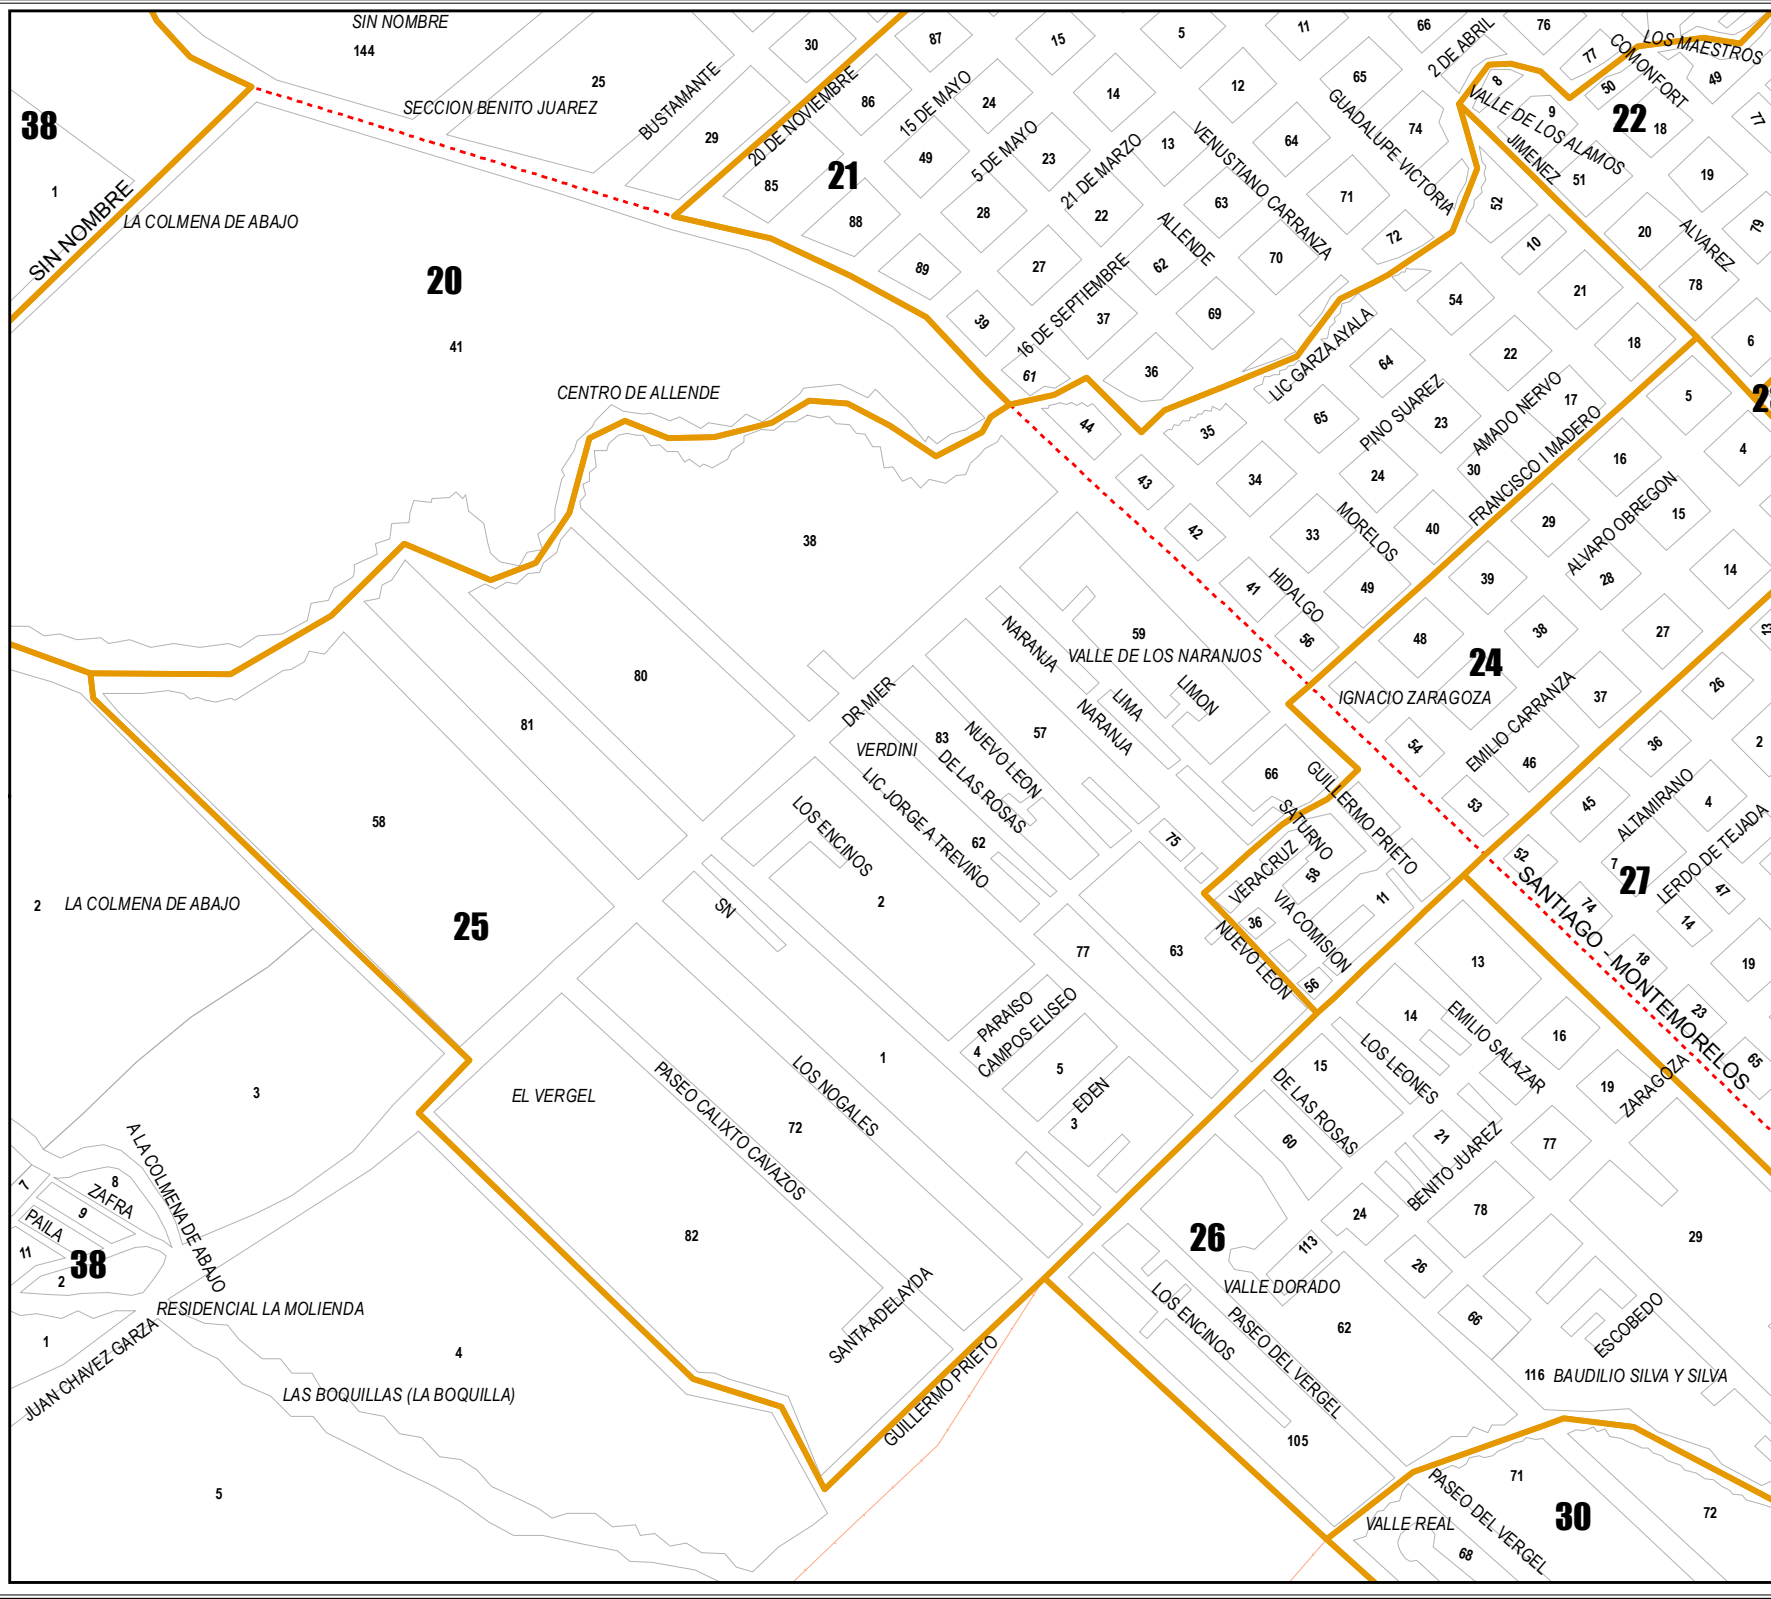 SIN NOMBRE
144
30
87
15
5
11
66
2 DE ABRIL
76
77
COMONFORT
LOS MAESTROS
49
38
25
SECCION BENITO JUAREZ
BUSTAMANTE
29
20 DE NOVIEMBRE
86
15 DE MAYO
24
14
12
65
GUADALUPE VICTORIA
74
8
50
9
VALLE DE LOS ALAMOS
22
18
77
1
SIN NOMBRE
LA COLMENA DE ABAJO
85
21
49
5 DE MAYO
23
21 DE MARZO
13
VENUSTIANO CARRANZA
64
JIMENEZ
51
19
88
28
22
63
71
52
79
20
ALVAREZ
ALLENDE
72
10
20
89
27
62
70
78
21
54
39
16 DE SEPTIEMBRE
37
69
LIC GARZA AYALA
18
6
41
61
36
64
22
CENTRO DE ALLENDE
44
35
65
PINO SUAREZ
23
AMADO NERVO
17
5
FRANCISCO I MADERO
43
34
24
30
16
4
38
42
33
MORELOS
40
29
ALVARO OBREGON
15
41
HIDALGO
49
39
28
14
59
56
48
38
27
13
NARANJA
VALLE DE LOS NARANJOS
24
80
LIMON
LIMA
NARANJA
IGNACIO ZARAGOZA
37
26
DR MIER
81
VERDINI
83
NUEVO LEON
57
54
EMILIO CARRANZA
46
36
2
DE LAS ROSAS
LIC JORGE A TREVIÑO
66
GUILLERMO PRIETO
53
45
ALTAMIRANO
4
58
LOS ENCINOS
62
75
SATURNO
VERACRUZ
58
52
7
27
LERDO DE TEJADA
47
2
LA COLMENA DE ABAJO
25
SN
2
77
63
36
VIA COMISION
11
74
14
NUEVO LEON
56
13
18
19
SANTIAGO - MONTEMORELOS
23
65
PARAISO
4
CAMPOS ELISEO
5
14
EMILIO SALAZAR
16
3
EL VERGEL
PASEO CALIXTO CAVAZOS
LOS NOGALES
1
72
EDEN
3
15
LOS LEONES
DE LAS ROSAS
19
ZARAGOZA
60
21
BENITO JUAREZ
77
A LA COLMENA DE ABAJO
7
8
ZAFRA
9
PAILA
11
38
2
82
26
113
24
78
29
26
VALLE DORADO
RESIDENCIAL LA MOLIENDA
1
JUAN CHAVEZ GARZA
SANTA ADELAYDA
LOS ENCINOS
PASEO DEL VERGEL
62
66
ESCOBEDO
4
LAS BOQUILLAS (LA BOQUILLA)
GUILLERMO PRIETO
116
BAUDILIO SILVA Y SILVA
105
5
71
PASEO DEL VERGEL
30
72
VALLE REAL
68